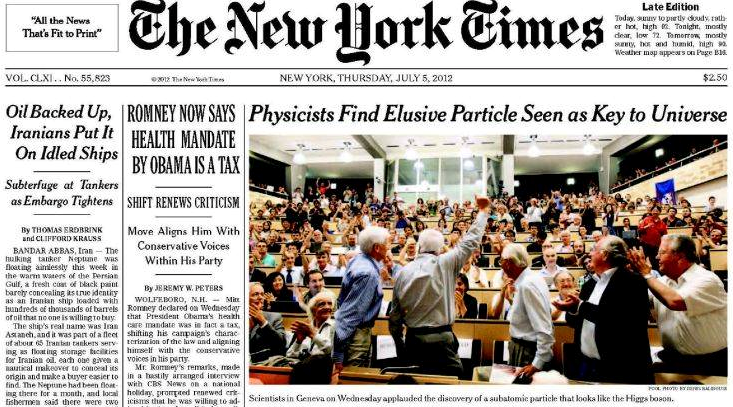 "All the News
That's Fit to Print"
The New York Times
Late Edition
Today, sunny to partly cloudy, rath-
er hot, high 92. Tonight, mostly
clear, low 72. Tomorrow, mostly
sunny, hot and humid, high 90.
Weather map appears on Page B16.
VOL. CLXI . . No. 55,823
©2012 The New York Times
NEW YORK, THURSDAY, JULY 5, 2012
$2.50
Oil Backed Up,
Iranians Put It
On Idled Ships
Subterfuge at Tankers
as Embargo Tightens
By THOMAS ERDBRINK
and CLIFFORD KRAUSS
BANDAR ABBAS, Iran — The
hulking tanker Neptune was
floating aimlessly this week in
the warm waters of the Persian
Gulf, a fresh coat of black paint
barely concealing its true identity
as an Iranian ship loaded with
hundreds of thousands of barrels
of oil that no one is willing to buy.
The ship's real name was Iran
Astaneh, and it was part of a fleet
of about 65 Iranian tankers serv-
ing as floating storage facilities
for Iranian oil, each one given a
nautical makeover to conceal its
origin and make a buyer easier to
find. The Neptune had been float-
ing there for a month, and local
fishermen said there were two
ROMNEY NOW SAYS
HEALTH MANDATE
BY OBAMA IS A TAX
SHIFT RENEWS CRITICISM
Move Aligns Him With
Conservative Voices
Within His Party
By JEREMY W. PETERS
WOLFEBORO, N.H. — Mitt
Romney declared on Wednesday
that President Obama's health
care mandate was in fact a tax,
shifting his campaign's charac-
terization of the law and aligning
himself with the conservative
voices in his party.
Mr. Romney's remarks, made
in a hastily arranged interview
with CBS News on a national
holiday, prompted renewed crit-
icisms that he was willing to ad-
Physicists Find Elusive Particle Seen as Key to Universe
POOL PHOTO BY DENIS BALIBOUSE
Scientists in Geneva on Wednesday applauded the discovery of a subatomic particle that looks like the Higgs boson.